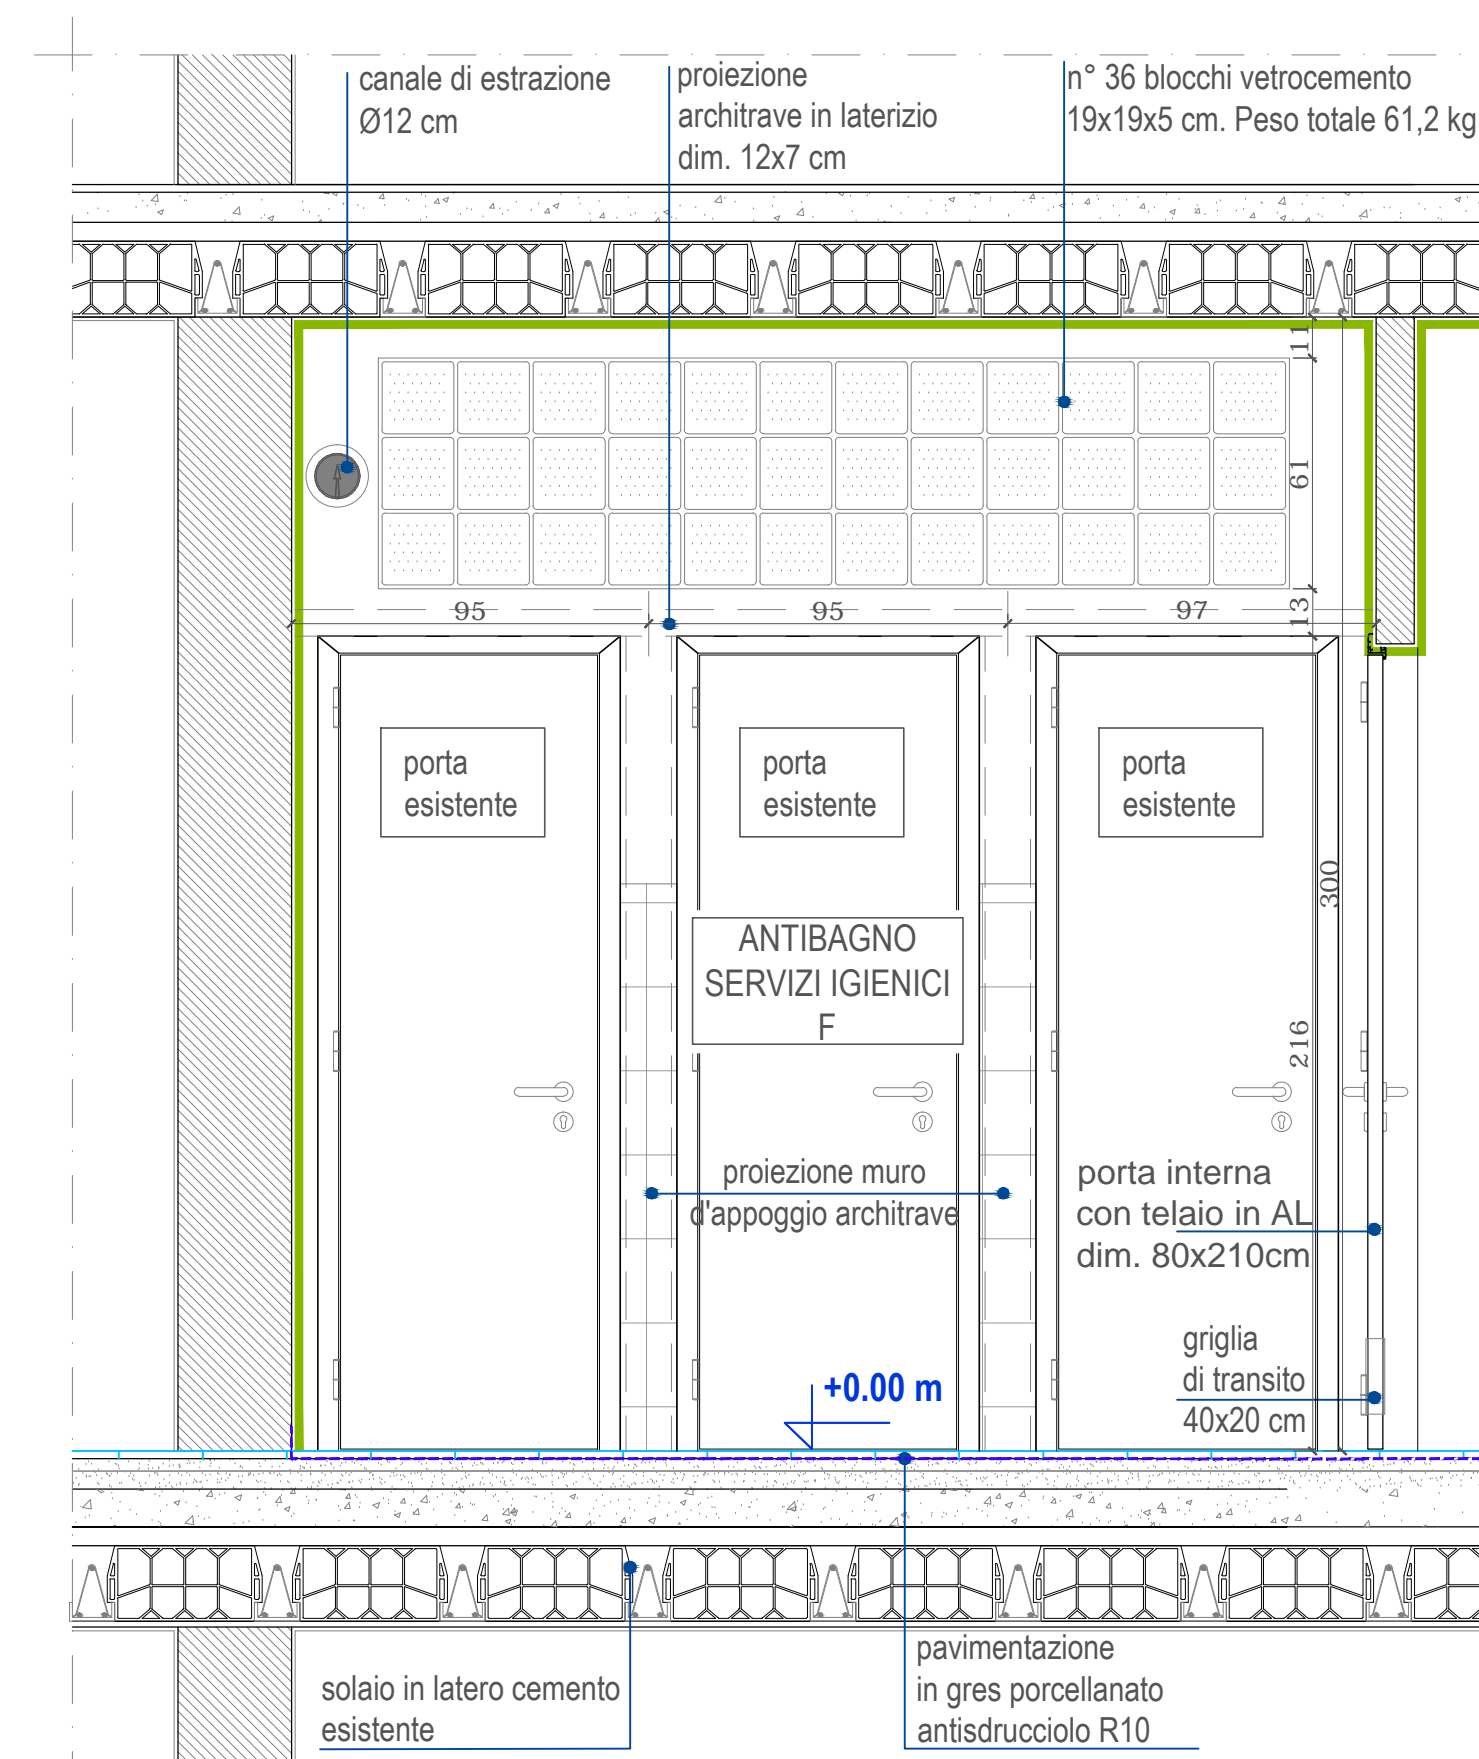 canale di estrazione
Ø12 cm
proiezione
architrave in laterizio
dim. 12x7 cm
n° 36 blocchi vetrocemento
19x19x5 cm. Peso totale 61,2 kg
11
61
13
95
95
97
porta
esistente
porta
esistente
porta
esistente
300
216
ANTIBAGNO
SERVIZI IGIENICI
F
proiezione muro
d'appoggio architrave
porta interna
con telaio in AL
dim. 80x210cm
griglia
di transito
40x20 cm
+0.00 m
solaio in latero cemento
esistente
pavimentazione
in gres porcellanato
antisdrucciolo R10